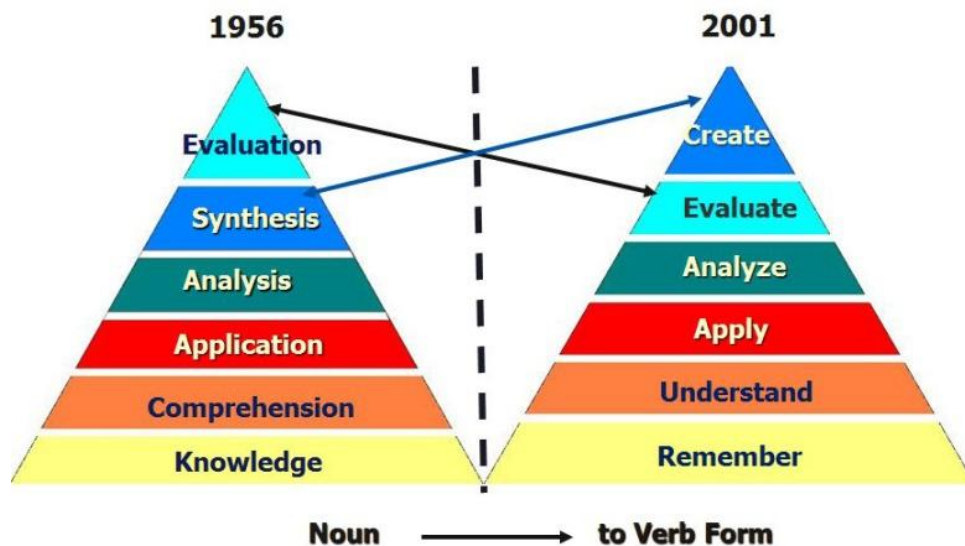 1956
2001
Evaluation
Synthesis
Analysis
Application
Comprehension
Knowledge
Create
Evaluate
Analyze
Apply
Understand
Remember
Noun to Verb Form